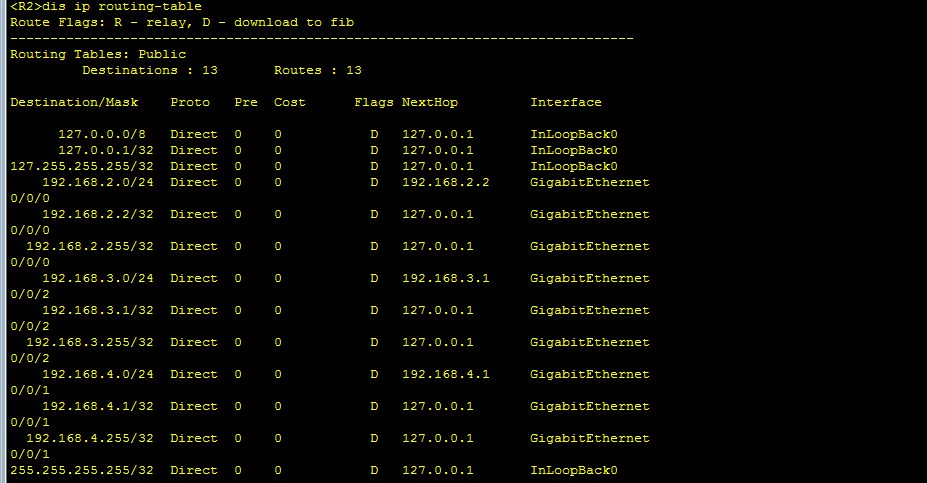 <R2>dis ip routing-table
Route Flags: R - relay, D - download to fib
------------------------------------------------------------------------------
Routing Tables: Public
         Destinations : 13       Routes : 13

Destination/Mask    Proto   Pre  Cost      Flags NextHop         Interface

      127.0.0.0/8   Direct  0    0           D   127.0.0.1       InLoopBack0
      127.0.0.1/32  Direct  0    0           D   127.0.0.1       InLoopBack0
127.255.255.255/32  Direct  0    0           D   127.0.0.1       InLoopBack0
    192.168.2.0/24  Direct  0    0           D   192.168.2.2     GigabitEthernet
0/0/0
    192.168.2.2/32  Direct  0    0           D   127.0.0.1       GigabitEthernet
0/0/0
  192.168.2.255/32  Direct  0    0           D   127.0.0.1       GigabitEthernet
0/0/0
    192.168.3.0/24  Direct  0    0           D   192.168.3.1     GigabitEthernet
0/0/2
    192.168.3.1/32  Direct  0    0           D   127.0.0.1       GigabitEthernet
0/0/2
  192.168.3.255/32  Direct  0    0           D   127.0.0.1       GigabitEthernet
0/0/2
    192.168.4.0/24  Direct  0    0           D   192.168.4.1     GigabitEthernet
0/0/1
    192.168.4.1/32  Direct  0    0           D   127.0.0.1       GigabitEthernet
0/0/1
  192.168.4.255/32  Direct  0    0           D   127.0.0.1       GigabitEthernet
0/0/1
255.255.255.255/32  Direct  0    0           D   127.0.0.1       InLoopBack0